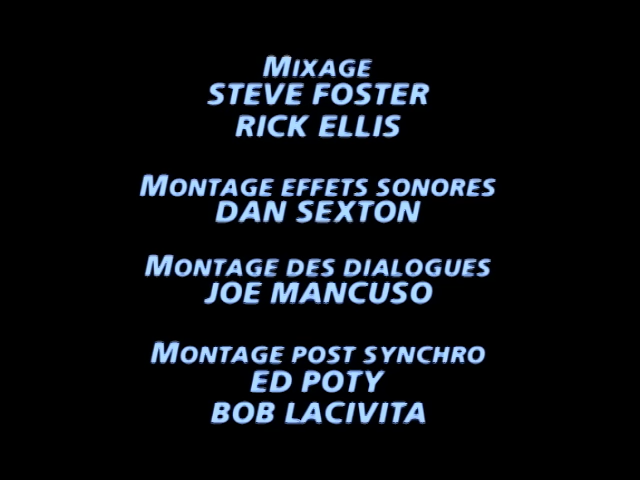 MIXAGE
STEVE FOSTER
RICK ELLIS
MONTAGE EFFETS SONORES
DAN SEXTON
MONTAGE DES DIALOGUES
JOE MANCUSO
MONTAGE POST SYNCHRO
ED POTY
BOB LACIVITA